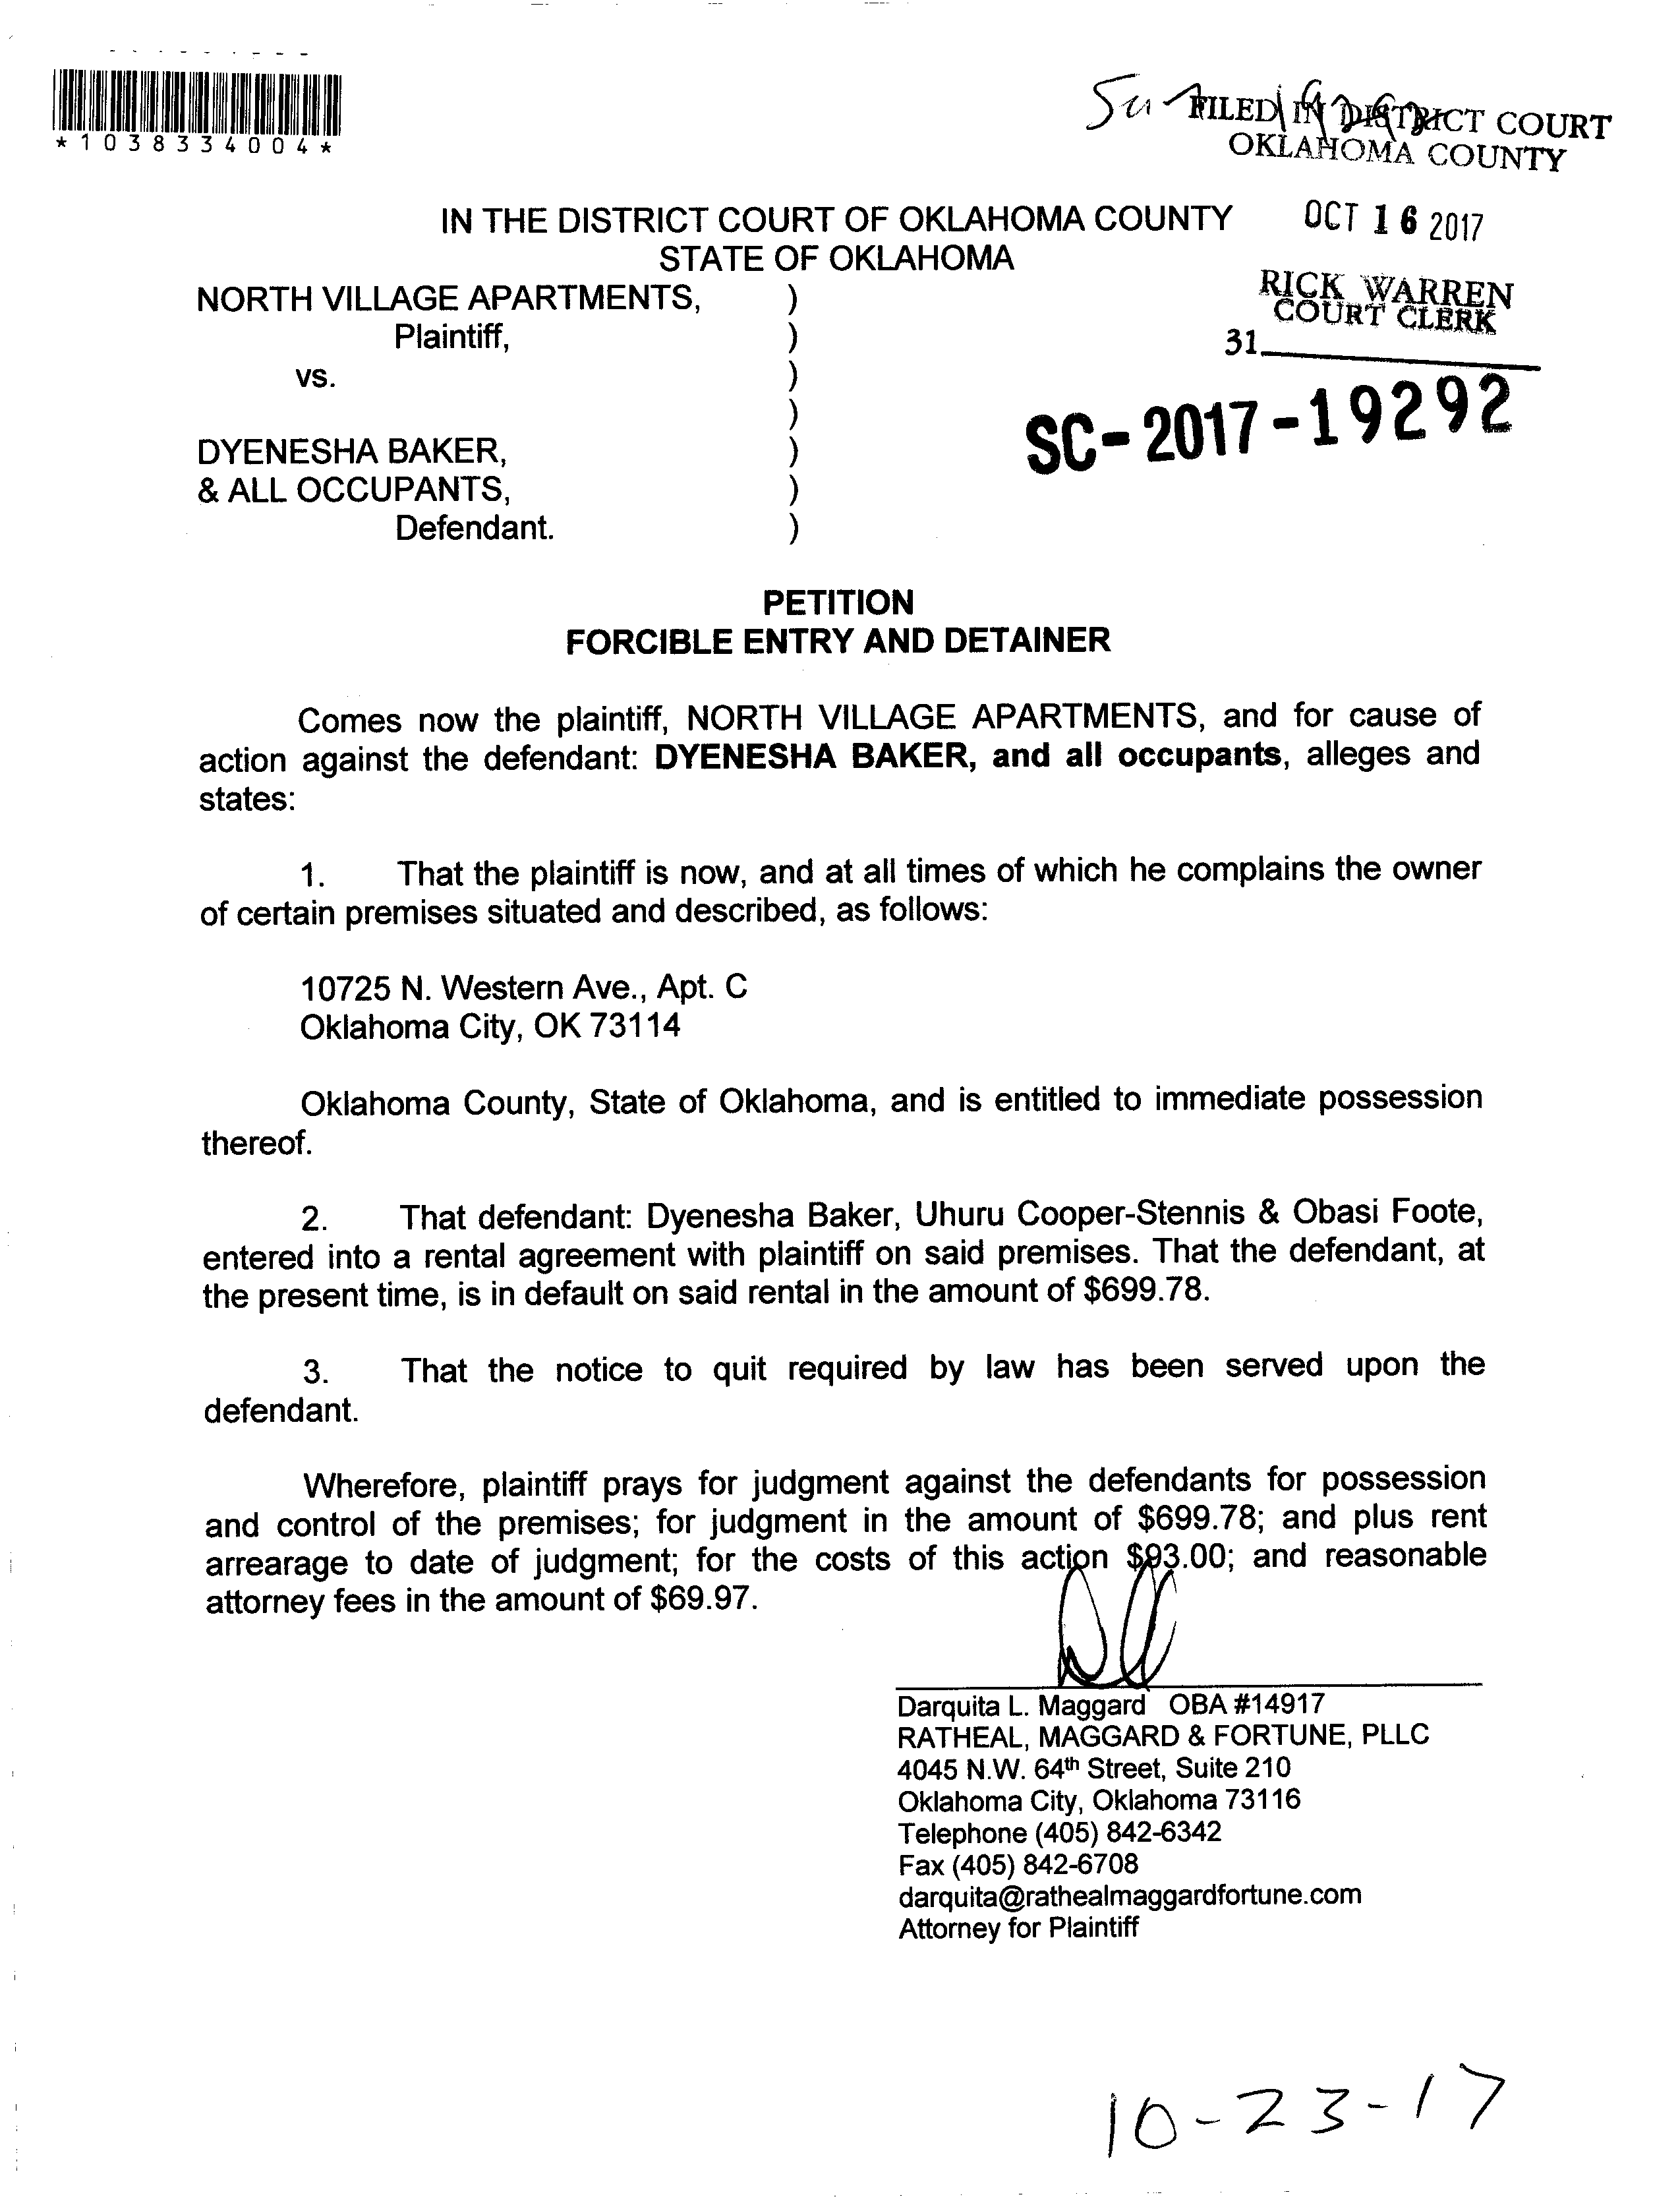 *1038334004*
FILED IN DISTRICT COURT
OKLAHOMA COUNTY
IN THE DISTRICT COURT OF OKLAHOMA COUNTY
OCT 16 2017
STATE OF OKLAHOMA
RICK WARREN
COURT CLERK
31
NORTH VILLAGE APARTMENTS, )
Plaintiff, )
vs. )
)
SC-2017-19292
DYENESHA BAKER, )
& ALL OCCUPANTS, )
Defendant. )
PETITION
FORCIBLE ENTRY AND DETAINER
Comes now the plaintiff, NORTH VILLAGE APARTMENTS, and for cause of
action against the defendant: DYENESHA BAKER, and all occupants, alleges and
states:
1. That the plaintiff is now, and at all times of which he complains the owner
of certain premises situated and described, as follows:
10725 N. Western Ave., Apt. C
Oklahoma City, OK 73114
Oklahoma County, State of Oklahoma, and is entitled to immediate possession
thereof.
2. That defendant: Dyenesha Baker, Uhuru Cooper-Stennis & Obasi Foote,
entered into a rental agreement with plaintiff on said premises. That the defendant, at
the present time, is in default on said rental in the amount of $699.78.
3. That the notice to quit required by law has been served upon the
defendant.
Wherefore, plaintiff prays for judgment against the defendants for possession
and control of the premises; for judgment in the amount of $699.78; and plus rent
arrearage to date of judgment; for the costs of this action $93.00; and reasonable
attorney fees in the amount of $69.97.
Darquita L. Maggard OBA #14917
RATHEAL, MAGGARD & FORTUNE, PLLC
4045 N.W. 64th Street, Suite 210
Oklahoma City, Oklahoma 73116
Telephone (405) 842-6342
Fax (405) 842-6708
darquita@rathealmaggardfortune.com
Attorney for Plaintiff
10-23-17